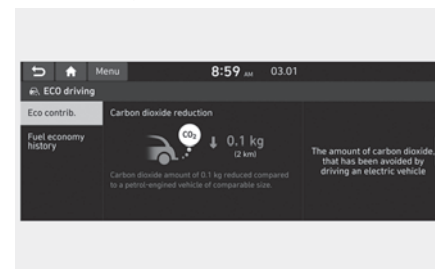 Menu
8:59 AM
03.01
ECO driving
Eco contrib.
Fuel economy
history
Carbon dioxide reduction
CO₂
↓ 0.1 kg
(2 km)
Carbon dioxide amount of 0.1 kg reduced compared
to a petrol-engined vehicle of comparable size.
The amount of carbon dioxide,
that has been avoided by
driving an electric vehicle